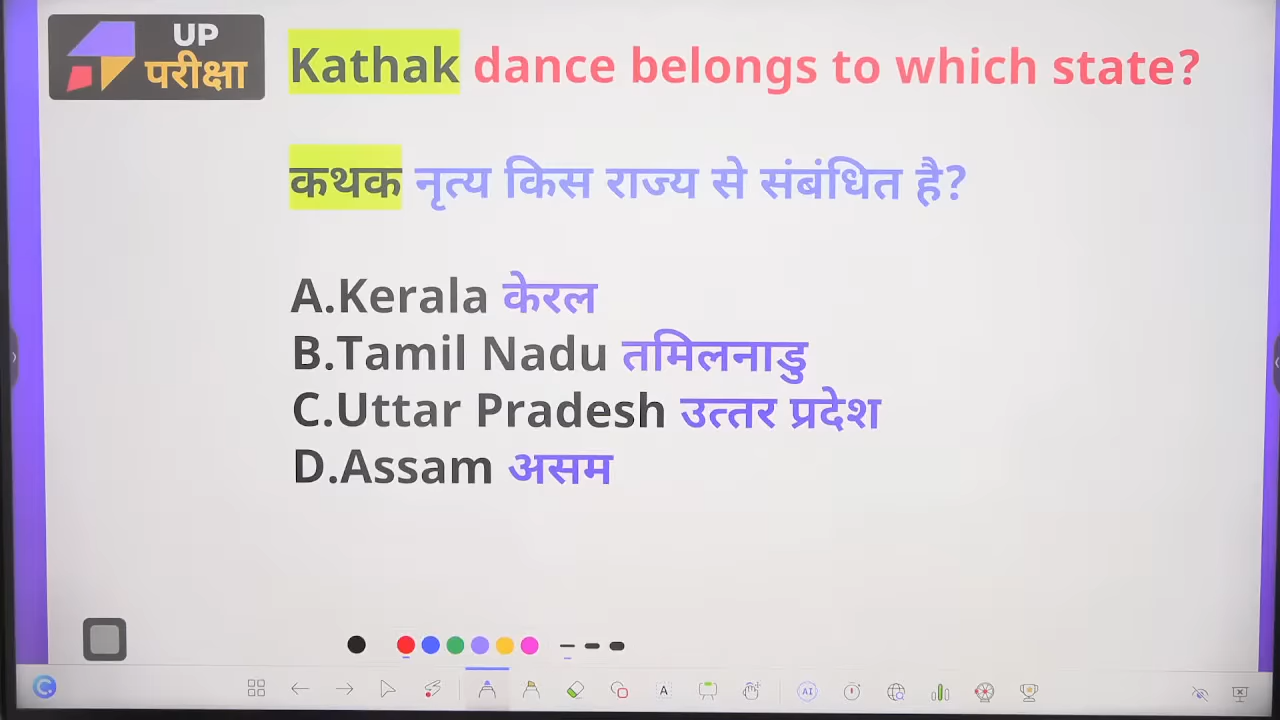 UP
परीक्षा
Kathak dance belongs to which state?
कथक नृत्य किस राज्य से संबंधित है?
A.Kerala केरल
B.Tamil Nadu तमिलनाडु
C.Uttar Pradesh उत्तर प्रदेश
D.Assam असम
A
AI